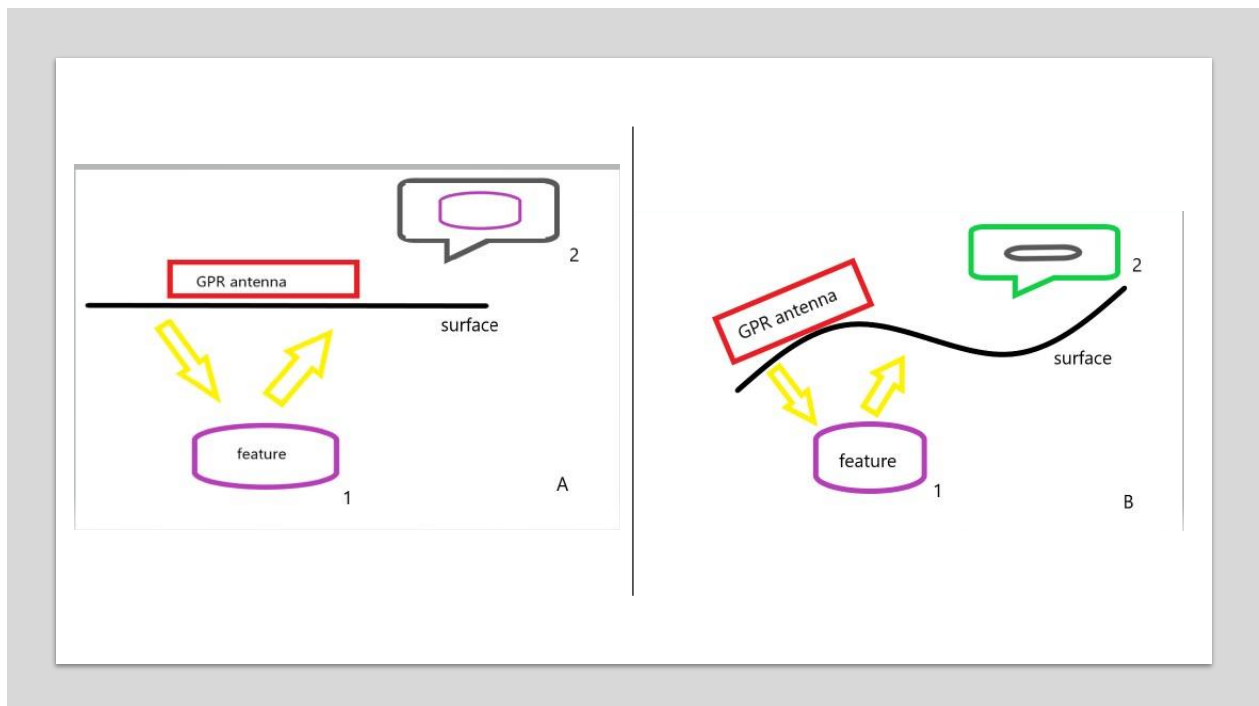 2
GPR antenna
surface
feature
1
A
2
GPR antenna
surface
feature
1
B